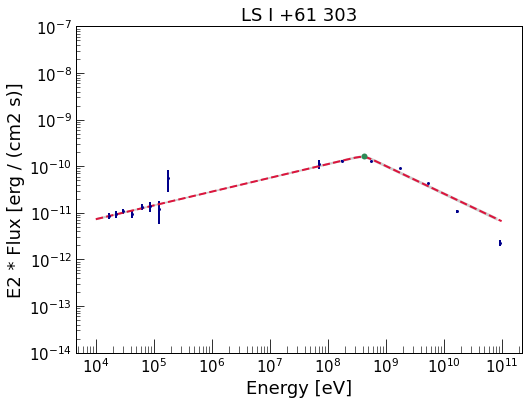 LS I +61 303
E2 * Flux [erg / (cm2 s)]
10⁻⁷
10⁻⁸
10⁻⁹
10⁻¹⁰
10⁻¹¹
10⁻¹²
10⁻¹³
10⁻¹⁴
10⁴ 10⁵ 10⁶ 10⁷ 10⁸ 10⁹ 10¹⁰ 10¹¹
Energy [eV]